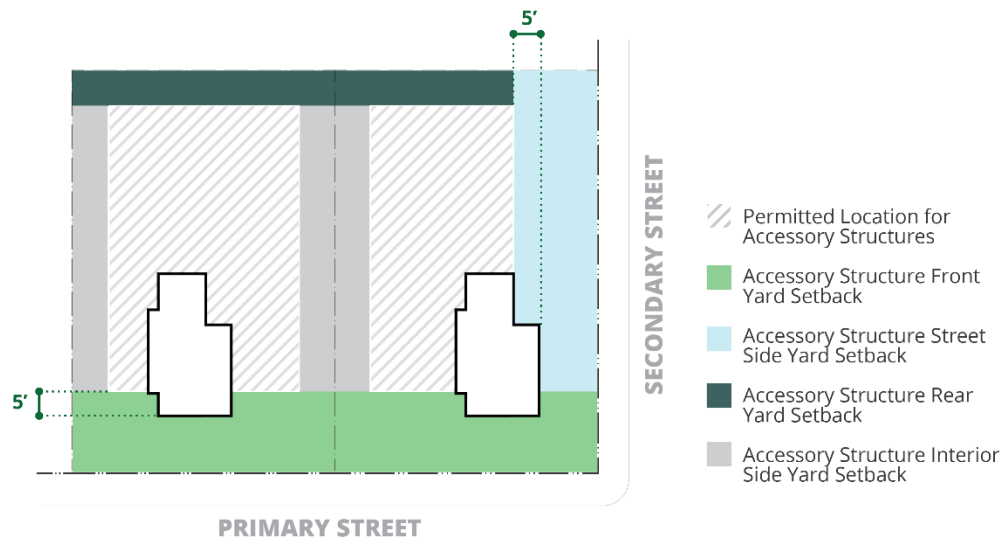 5’
5’
SECONDARY STREET
PRIMARY STREET
Permitted Location for
Accessory Structures
Accessory Structure Front
Yard Setback
Accessory Structure Street
Side Yard Setback
Accessory Structure Rear
Yard Setback
Accessory Structure Interior
Side Yard Setback